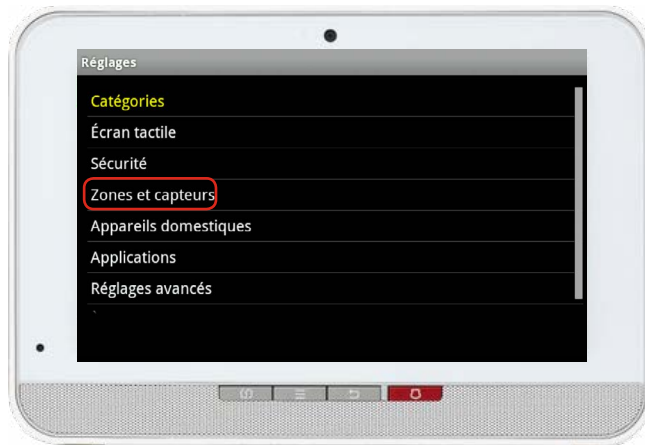 Réglages
Catégories
Écran tactile
Sécurité
Zones et capteurs
Appareils domestiques
Applications
Réglages avancés